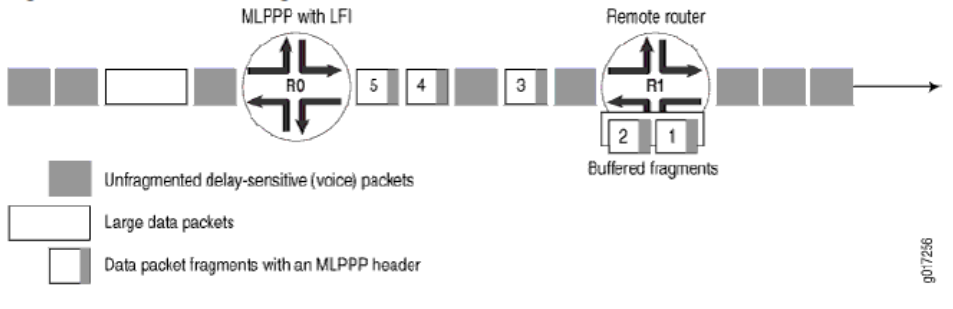 MLPPP with LFI
Remote router
R0
5
4
3
R1
2
1
Buffered fragments
Unfragmented delay-sensitive (voice) packets
Large data packets
Data packet fragments with an MLPPP header
g017256